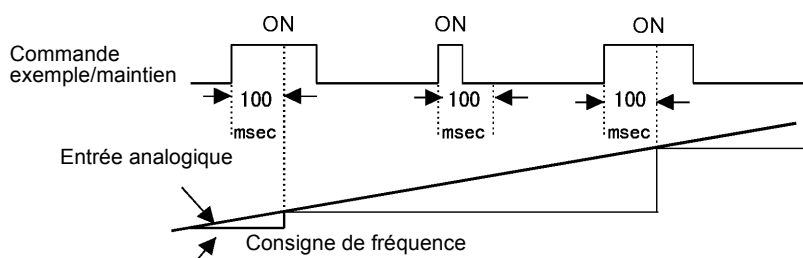 ON ON ON
Commande
exemple/maintien
100 100 100
msec msec msec
Entrée analogique
Consigne de fréquence